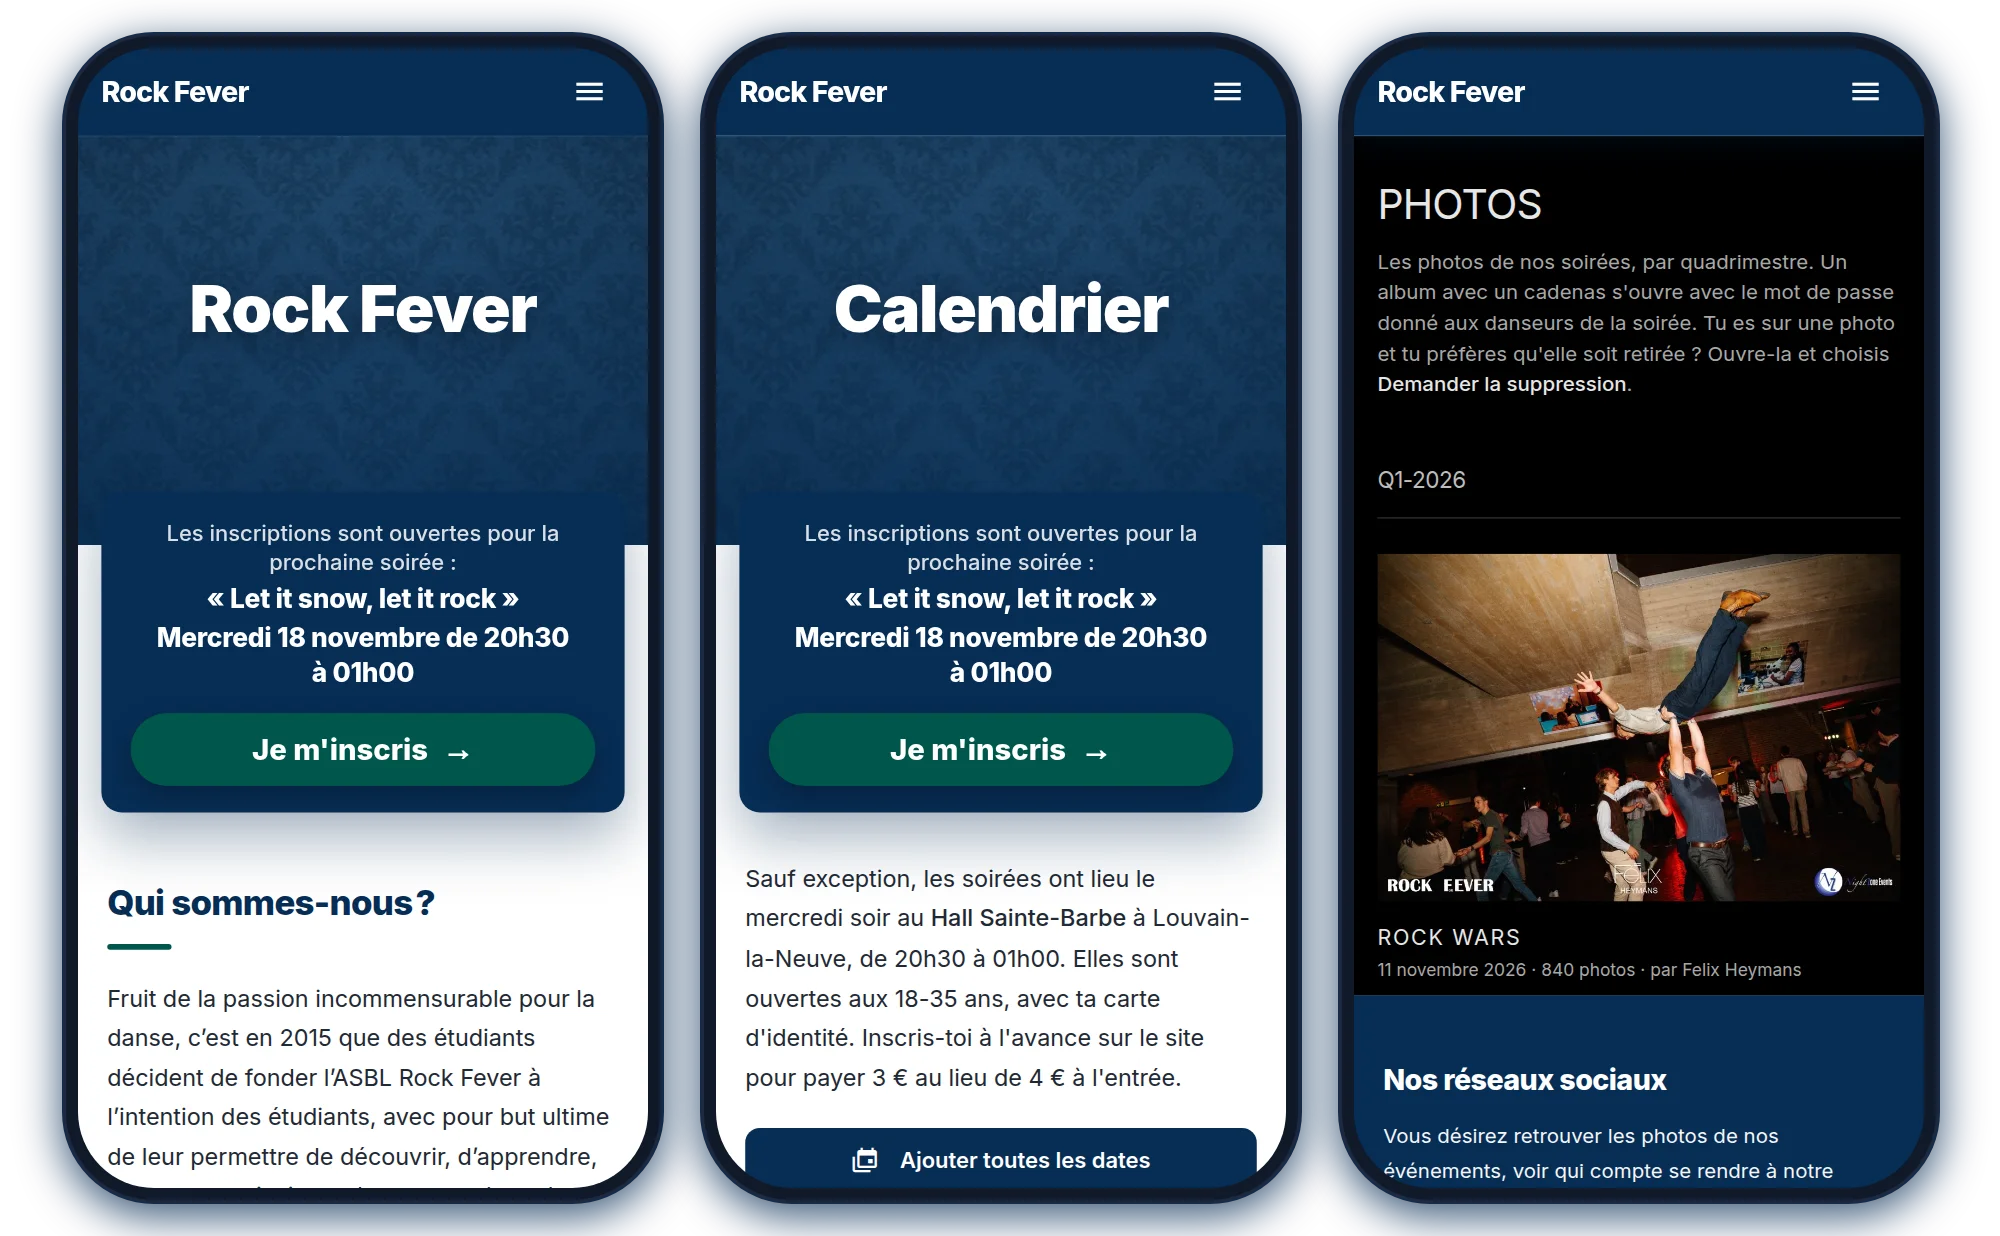 Rock Fever
Rock Fever
Les inscriptions sont ouvertes pour la
prochaine soirée :
« Let it snow, let it rock »
Mercredi 18 novembre de 20h30
à 01h00
Je m'inscris →
Qui sommes-nous ?
Fruit de la passion incommensurable pour la
danse, c’est en 2015 que des étudiants
décident de fonder l’ASBL Rock Fever à
l’intention des étudiants, avec pour but ultime
de leur permettre de découvrir, d’apprendre,
Rock Fever
Calendrier
Les inscriptions sont ouvertes pour la
prochaine soirée :
« Let it snow, let it rock »
Mercredi 18 novembre de 20h30
à 01h00
Je m'inscris →
Sauf exception, les soirées ont lieu le
mercredi soir au Hall Sainte-Barbe à Louvain-
la-Neuve, de 20h30 à 01h00. Elles sont
ouvertes aux 18-35 ans, avec ta carte
d'identité. Inscris-toi à l'avance sur le site
pour payer 3 € au lieu de 4 € à l'entrée.
Ajouter toutes les dates
Rock Fever
PHOTOS
Les photos de nos soirées, par quadrimestre. Un
album avec un cadenas s'ouvre avec le mot de passe
donné aux danseurs de la soirée. Tu es sur une photo
et tu préfères qu'elle soit retirée ? Ouvre-la et choisis
Demander la suppression.
Q1-2026
ROCK FEVER
FELIX
HEYMANS
ROCK WARS
11 novembre 2026 · 840 photos · par Felix Heymans
Nos réseaux sociaux
Vous désirez retrouver les photos de nos
événements, voir qui compte se rendre à notre